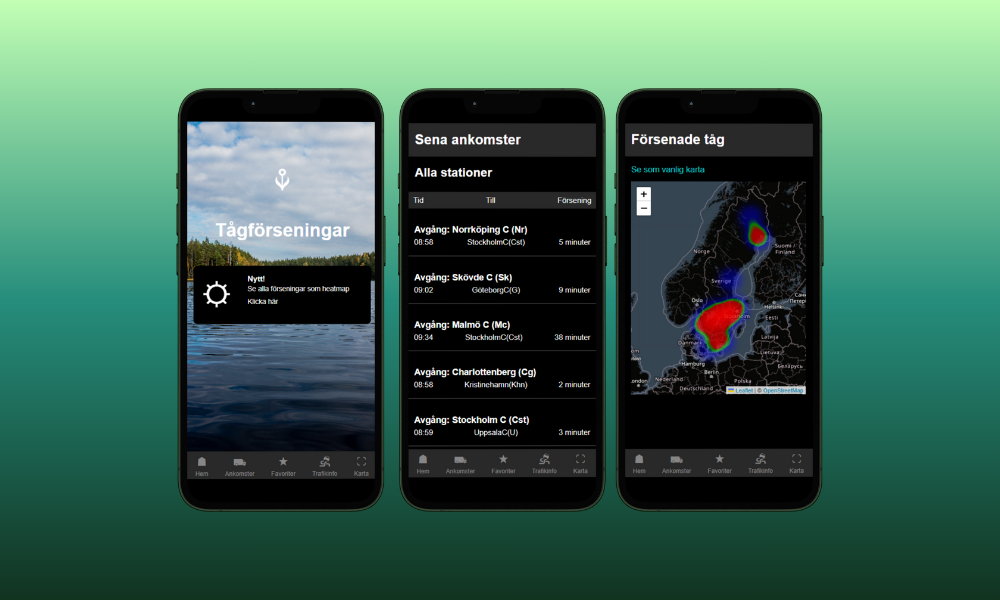 Tågförseningar
Nytt!
Se alla förseningar som heatmap
Klicka här
Hem Ankomster Favoriter Trafikinfo Karta
Sena ankomster
Alla stationer
Tid Till Försening
Avgång: Norrköping C (Nr)
08:58 StockholmC(Cst) 5 minuter
Avgång: Skövde C (Sk)
09:02 GöteborgC(G) 9 minuter
Avgång: Malmö C (Mc)
09:34 StockholmC(Cst) 38 minuter
Avgång: Charlottenberg (Cg)
08:58 Kristinehamn(Khn) 2 minuter
Avgång: Stockholm C (Cst)
08:59 UppsalaC(U) 3 minuter
Hem Ankomster Favoriter Trafikinfo Karta
Försenade tåg
Se som vanlig karta
+
−
Norge
Suomi /
Finland
Sverige
Oslo
Helsinki
Санкт-
Петерб
Eesti
Latvija
Danmark
Lietuva
Hamburg
Беларусь
Berlin
Nederland
Polska
Deutschland
Leaflet | © OpenStreetMap
Hem Ankomster Favoriter Trafikinfo Karta